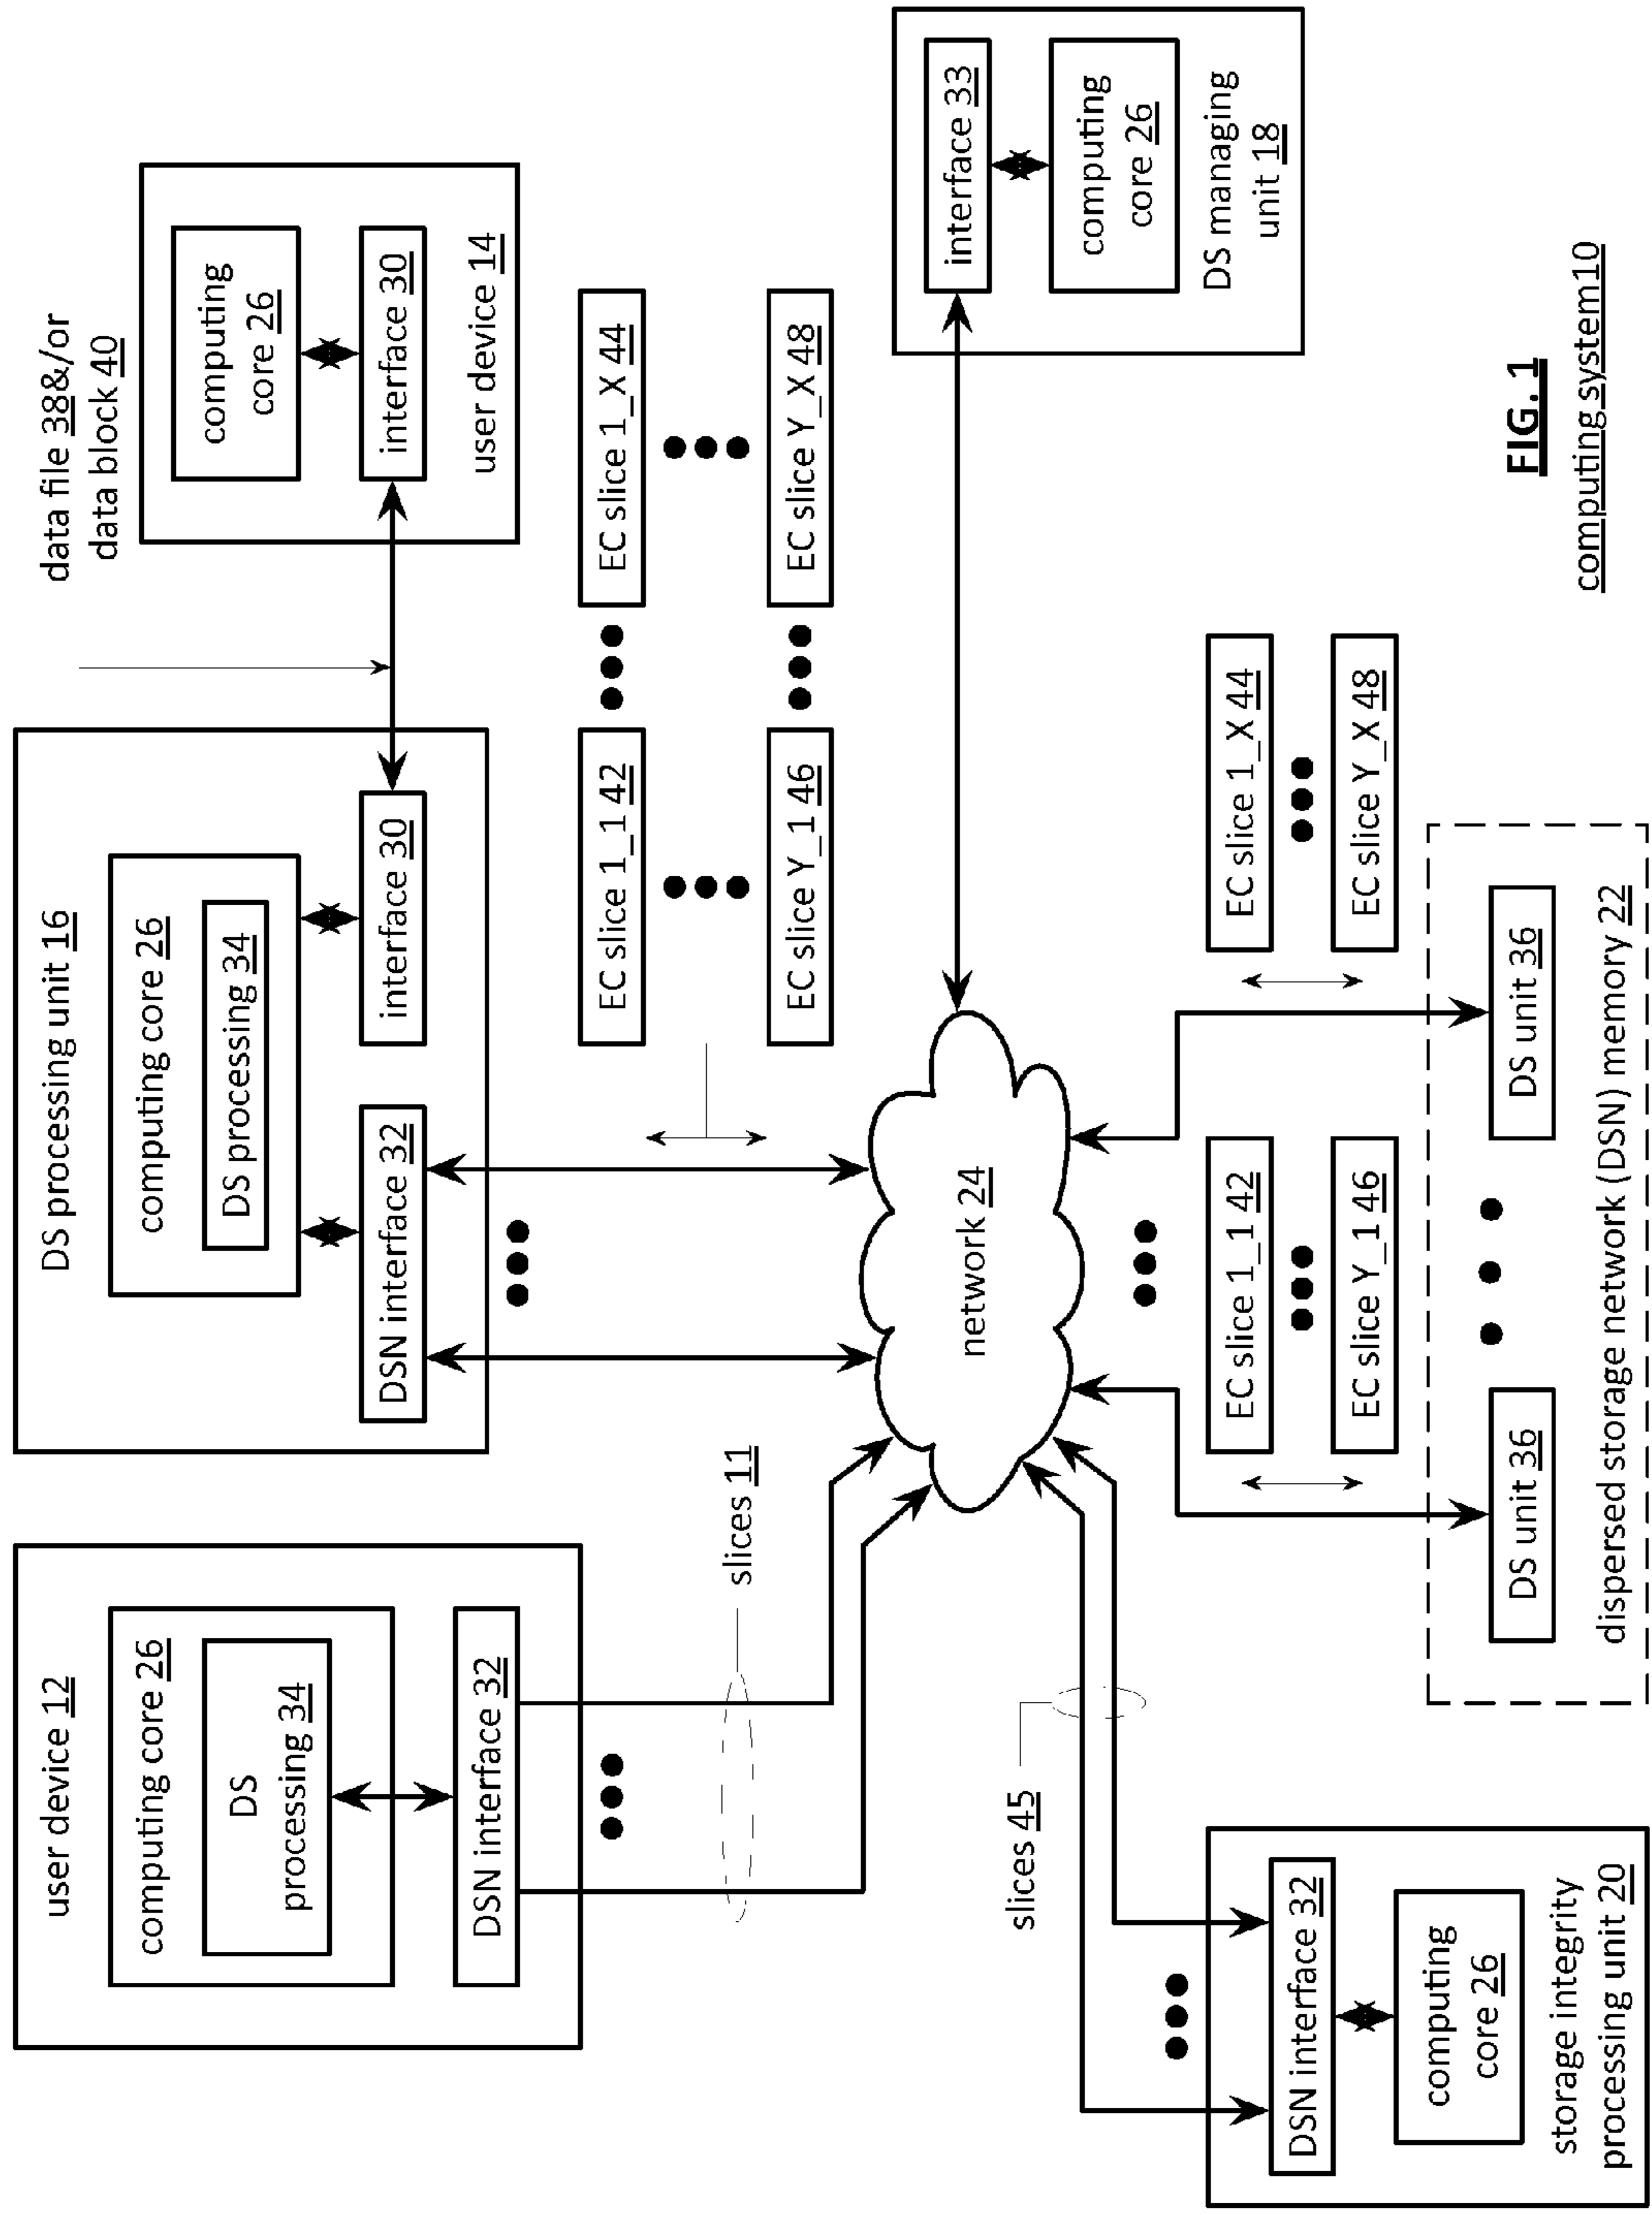 user device 12
computing core 26
DS
processing 34
DSN interface 32
slices 11
DS processing unit 16
computing core 26
DS processing 34
DSN interface 32
interface 30
data file 38&/or
data block 40
computing
core 26
interface 30
user device 14
EC slice 1_1 42
EC slice 1_X 44
EC slice Y_1 46
EC slice Y_X 48
network 24
interface 33
computing
core 26
DS managing
unit 18
slices 45
DSN interface 32
computing
core 26
storage integrity
processing unit 20
EC slice 1_1 42
EC slice Y_1 46
EC slice 1_X 44
EC slice Y_X 48
DS unit 36
DS unit 36
dispersed storage network (DSN) memory 22
FIG. 1
computing system10